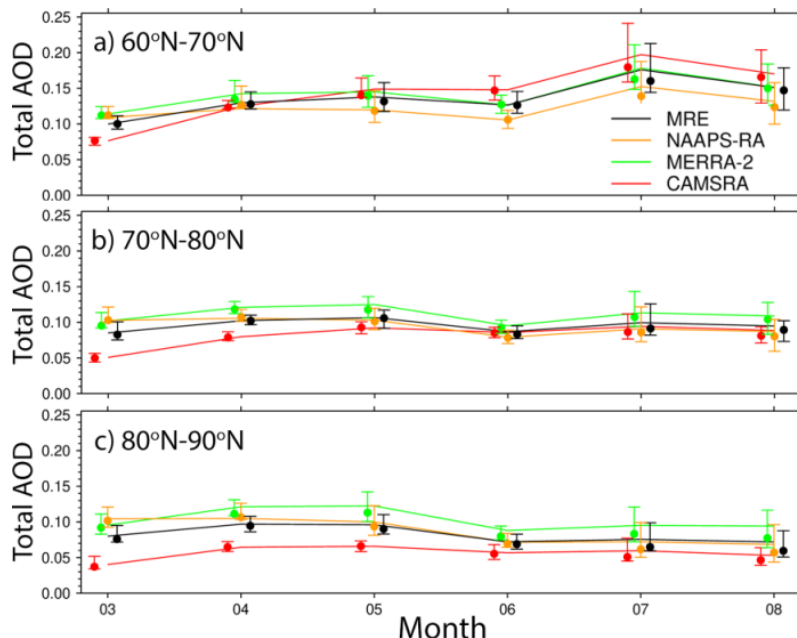 a) 60°N-70°N
0.25
0.20
0.15
0.10
0.05
0.00
Total AOD
MRE
NAAPS-RA
MERRA-2
CAMSRA
b) 70°N-80°N
0.25
0.20
0.15
0.10
0.05
0.00
Total AOD
c) 80°N-90°N
0.25
0.20
0.15
0.10
0.05
0.00
Total AOD
03 04 05 06 07 08
Month